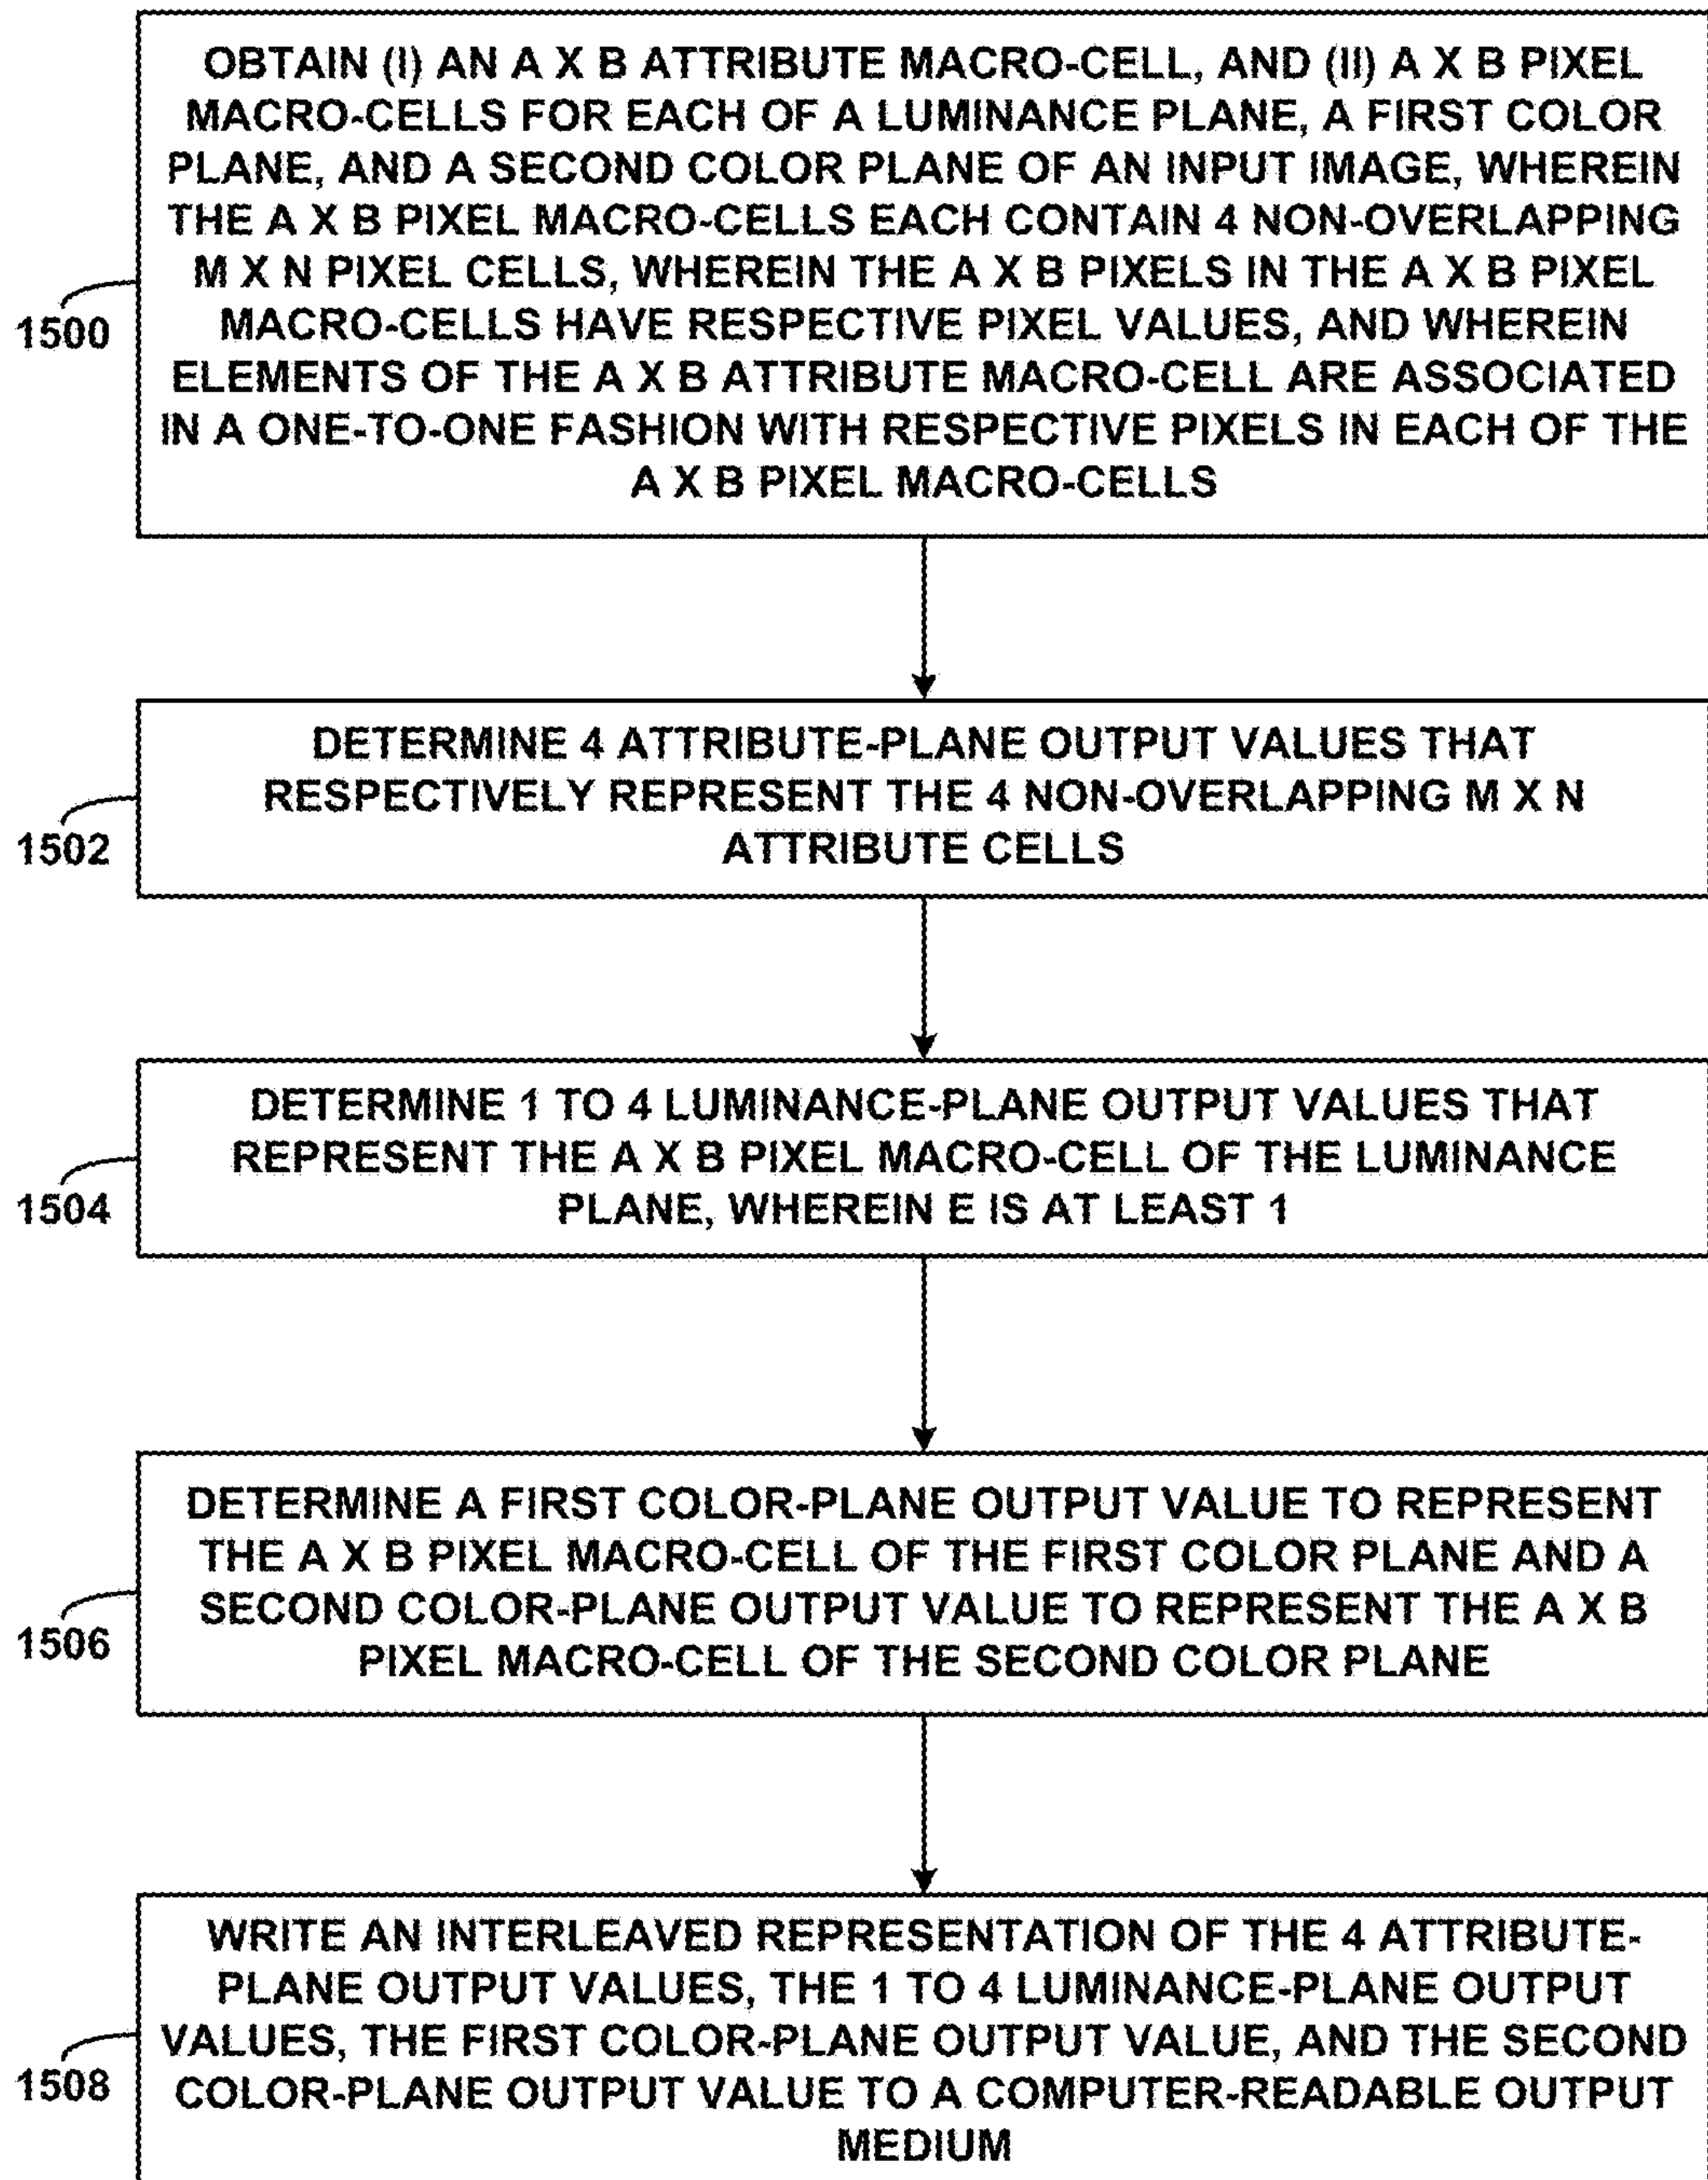 OBTAIN (I) AN A X B ATTRIBUTE MACRO-CELL, AND (II) A X B PIXEL
MACRO-CELLS FOR EACH OF A LUMINANCE PLANE, A FIRST COLOR
PLANE, AND A SECOND COLOR PLANE OF AN INPUT IMAGE, WHEREIN
THE A X B PIXEL MACRO-CELLS EACH CONTAIN 4 NON-OVERLAPPING
M X N PIXEL CELLS, WHEREIN THE A X B PIXELS IN THE A X B PIXEL
MACRO-CELLS HAVE RESPECTIVE PIXEL VALUES, AND WHEREIN
ELEMENTS OF THE A X B ATTRIBUTE MACRO-CELL ARE ASSOCIATED
IN A ONE-TO-ONE FASHION WITH RESPECTIVE PIXELS IN EACH OF THE
A X B PIXEL MACRO-CELLS
1500
DETERMINE 4 ATTRIBUTE-PLANE OUTPUT VALUES THAT
RESPECTIVELY REPRESENT THE 4 NON-OVERLAPPING M X N
ATTRIBUTE CELLS
1502
DETERMINE 1 TO 4 LUMINANCE-PLANE OUTPUT VALUES THAT
REPRESENT THE A X B PIXEL MACRO-CELL OF THE LUMINANCE
PLANE, WHEREIN E IS AT LEAST 1
1504
DETERMINE A FIRST COLOR-PLANE OUTPUT VALUE TO REPRESENT
THE A X B PIXEL MACRO-CELL OF THE FIRST COLOR PLANE AND A
SECOND COLOR-PLANE OUTPUT VALUE TO REPRESENT THE A X B
PIXEL MACRO-CELL OF THE SECOND COLOR PLANE
1506
WRITE AN INTERLEAVED REPRESENTATION OF THE 4 ATTRIBUTE-
PLANE OUTPUT VALUES, THE 1 TO 4 LUMINANCE-PLANE OUTPUT
VALUES, THE FIRST COLOR-PLANE OUTPUT VALUE, AND THE SECOND
COLOR-PLANE OUTPUT VALUE TO A COMPUTER-READABLE OUTPUT
MEDIUM
1508